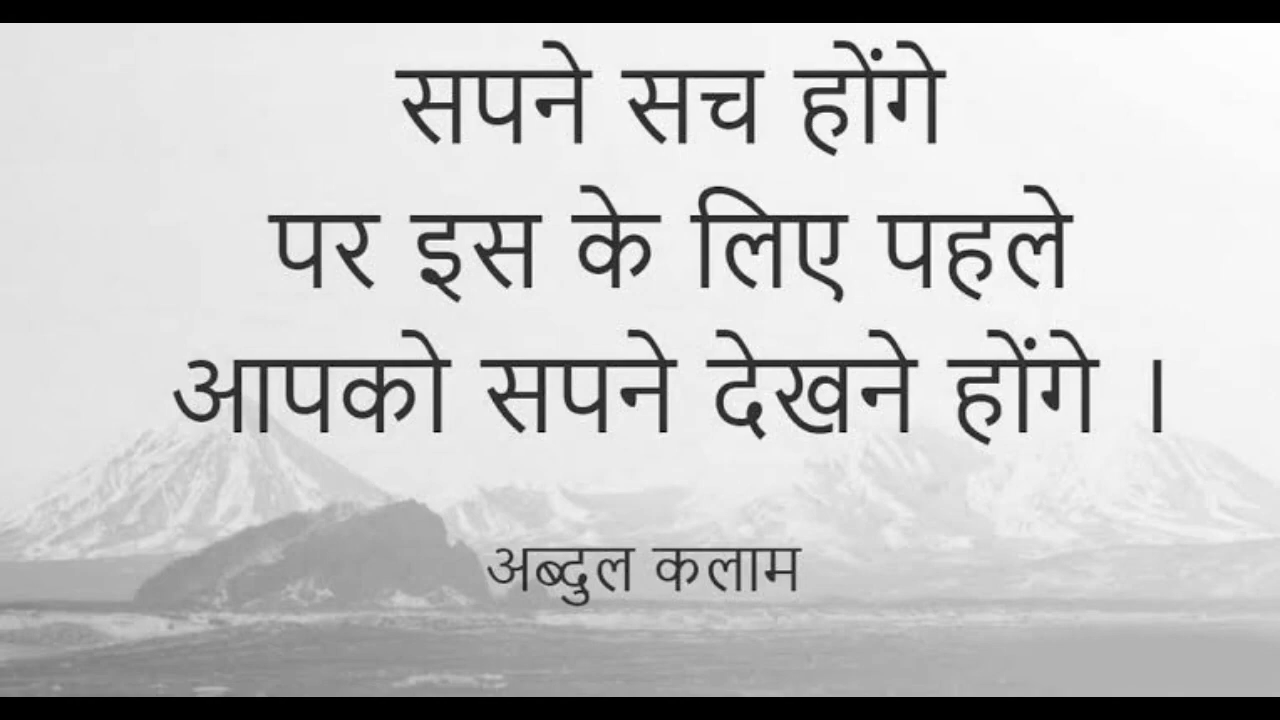 सपने सच होंगे
पर इस के लिए पहले
आपको सपने देखने होंगे ।
अब्दुल कलाम